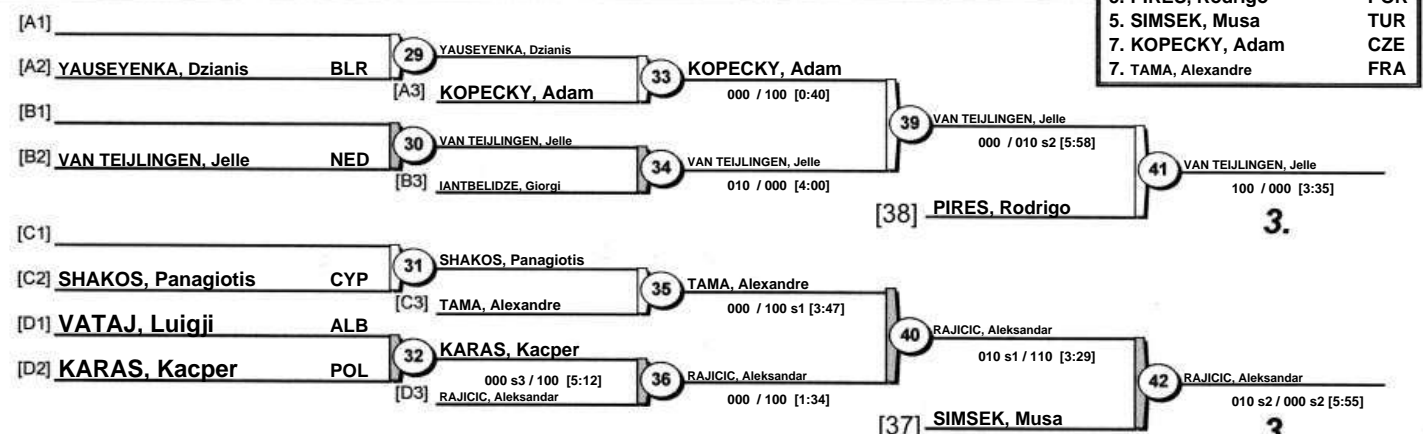 5. PIRES, Rodrigo POR
5. SIMSEK, Musa TUR
7. KOPECKY, Adam CZE
7. TAMA, Alexandre FRA
[A1]
29 YAUSEYENKA, Dzianis
[A2] YAUSEYENKA, Dzianis BLR
33 KOPECKY, Adam
[A3] KOPECKY, Adam
000 / 100 [0:40]
[B1]
39 VAN TEIJLINGEN, Jelle
000 / 010 s2 [5:58]
30 VAN TEIJLINGEN, Jelle
[B2] VAN TEIJLINGEN, Jelle NED
34 VAN TEIJLINGEN, Jelle
41 VAN TEIJLINGEN, Jelle
[B3] IANTBELIDZE, Giorgi
010 / 000 [4:00]
100 / 000 [3:35]
[38] PIRES, Rodrigo
3.
[C1]
31 SHAKOS, Panagiotis
[C2] SHAKOS, Panagiotis CYP
35 TAMA, Alexandre
[C3] TAMA, Alexandre
000 / 100 s1 [3:47]
[D1] VATAJ, Luigji ALB
40 RAJICIC, Aleksandar
32 KARAS, Kacper
010 s1 / 110 [3:29]
[D2] KARAS, Kacper POL
36 RAJICIC, Aleksandar
42 RAJICIC, Aleksandar
000 s3 / 100 [5:12]
[D3] RAJICIC, Aleksandar
000 / 100 [1:34]
010 s2 / 000 s2 [5:55]
[37] SIMSEK, Musa
3.